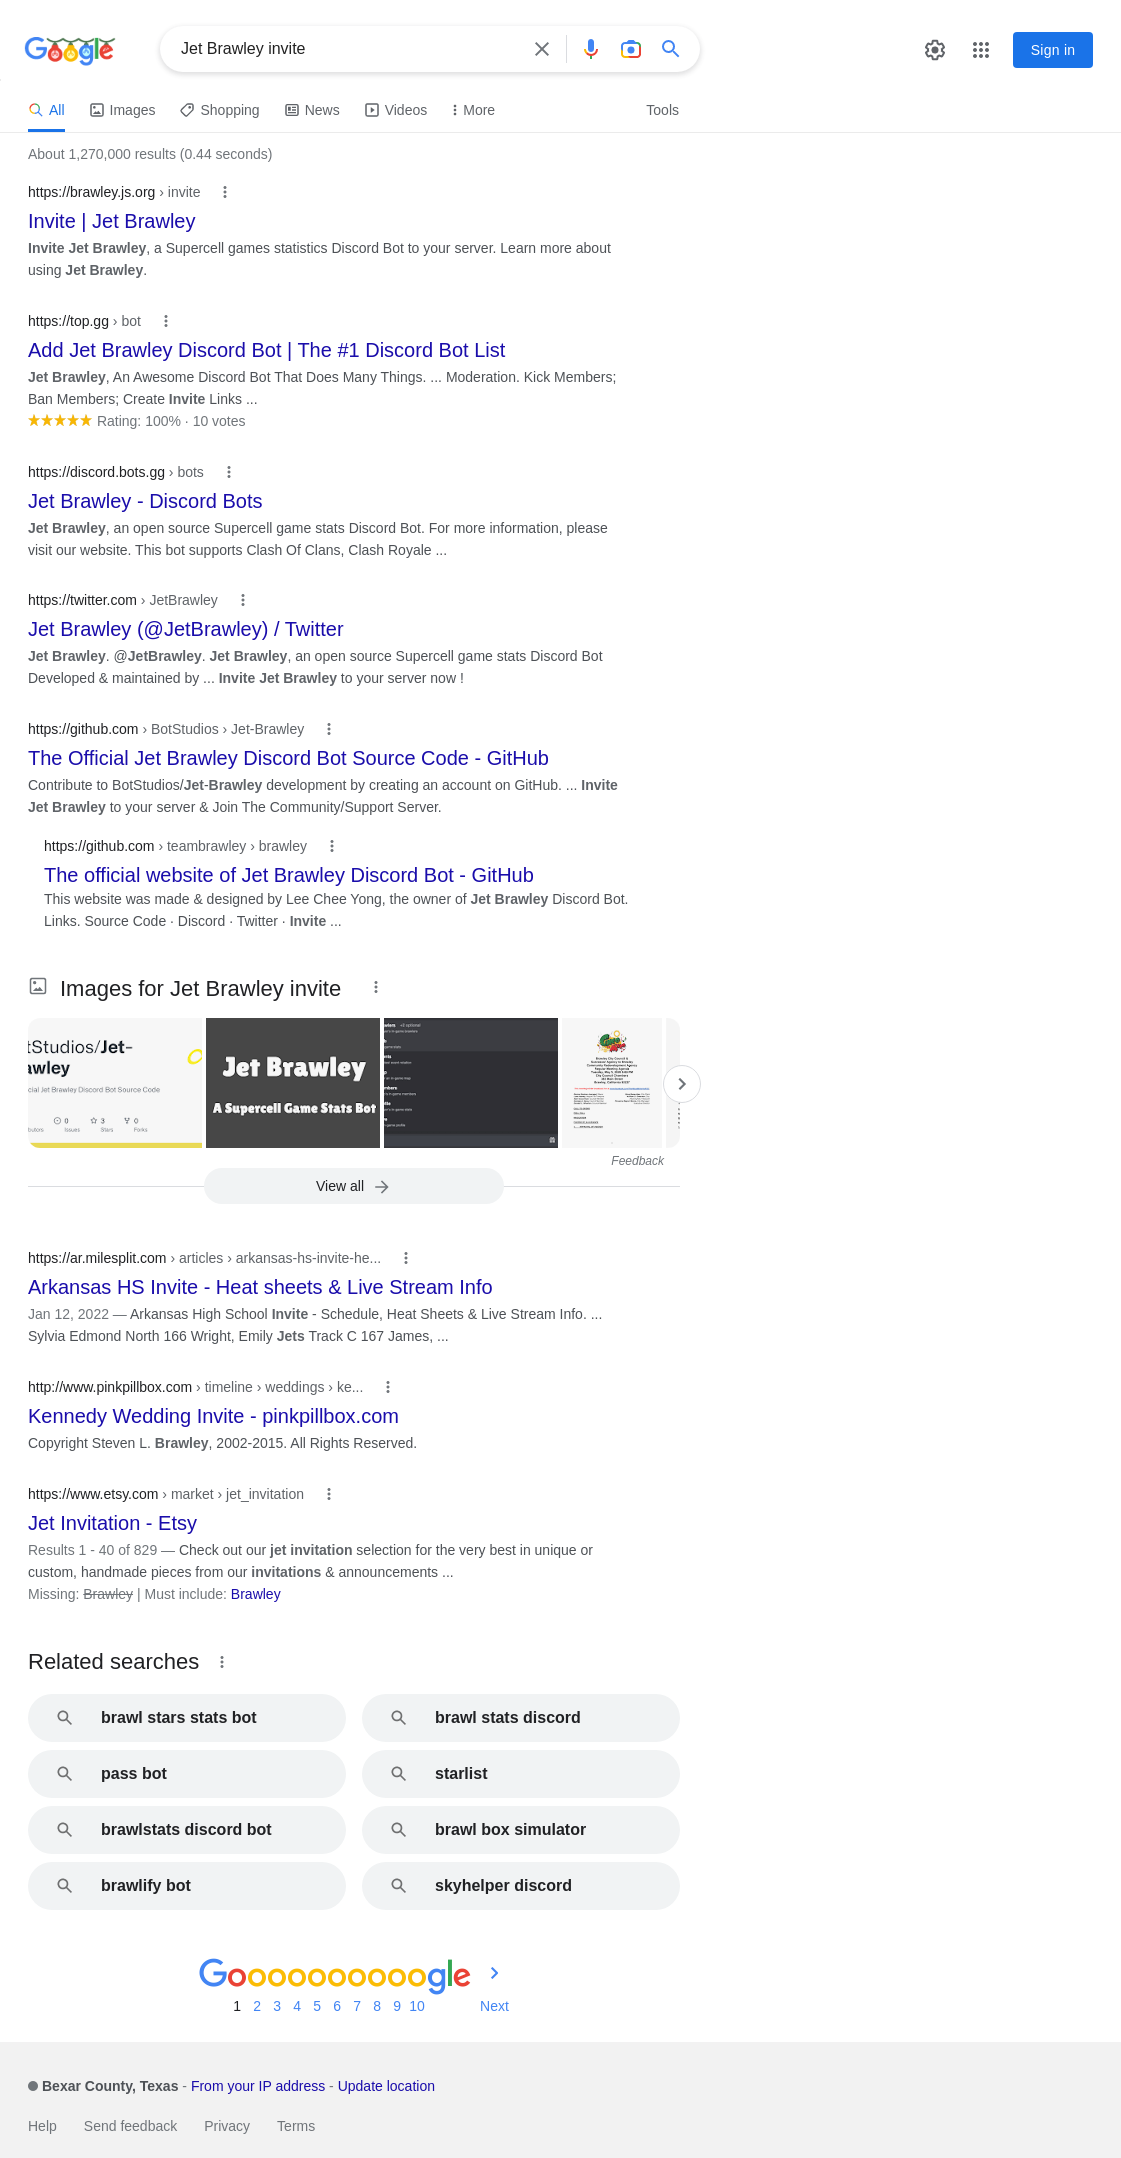 Google
Jet Brawley invite
Sign in
All
Images
Shopping
News
Videos
More
Tools
About 1,270,000 results (0.44 seconds)
https://brawley.js.org › invite
Invite | Jet Brawley
Invite Jet Brawley, a Supercell games statistics Discord Bot to your server. Learn more about
using Jet Brawley.
https://top.gg › bot
Add Jet Brawley Discord Bot | The #1 Discord Bot List
Jet Brawley, An Awesome Discord Bot That Does Many Things. ... Moderation. Kick Members;
Ban Members; Create Invite Links ...
Rating: 100% · 10 votes
https://discord.bots.gg › bots
Jet Brawley - Discord Bots
Jet Brawley, an open source Supercell game stats Discord Bot. For more information, please
visit our website. This bot supports Clash Of Clans, Clash Royale ...
https://twitter.com › JetBrawley
Jet Brawley (@JetBrawley) / Twitter
Jet Brawley. @JetBrawley. Jet Brawley, an open source Supercell game stats Discord Bot
Developed & maintained by ... Invite Jet Brawley to your server now !
https://github.com › BotStudios › Jet-Brawley
The Official Jet Brawley Discord Bot Source Code - GitHub
Contribute to BotStudios/Jet-Brawley development by creating an account on GitHub. ... Invite
Jet Brawley to your server & Join The Community/Support Server.
https://github.com › teambrawley › brawley
The official website of Jet Brawley Discord Bot - GitHub
This website was made & designed by Lee Chee Yong, the owner of Jet Brawley Discord Bot.
Links. Source Code · Discord · Twitter · Invite ...
Images for Jet Brawley invite
tStudios/Jet-
awley
cial Jet Brawley Discord Bot Source Code
0
3
0
Issues
Stars
Forks
Jet Brawley
A Supercell Game Stats Bot
Feedback
View all
https://ar.milesplit.com › articles › arkansas-hs-invite-he...
Arkansas HS Invite - Heat sheets & Live Stream Info
Jan 12, 2022 — Arkansas High School Invite - Schedule, Heat Sheets & Live Stream Info. ...
Sylvia Edmond North 166 Wright, Emily Jets Track C 167 James, ...
http://www.pinkpillbox.com › timeline › weddings › ke...
Kennedy Wedding Invite - pinkpillbox.com
Copyright Steven L. Brawley, 2002-2015. All Rights Reserved.
https://www.etsy.com › market › jet_invitation
Jet Invitation - Etsy
Results 1 - 40 of 829 — Check out our jet invitation selection for the very best in unique or
custom, handmade pieces from our invitations & announcements ...
Missing: Brawley | Must include: Brawley
Related searches
brawl stars stats bot
brawl stats discord
pass bot
starlist
brawlstats discord bot
brawl box simulator
brawlify bot
skyhelper discord
Goooooooooogle
1 2 3 4 5 6 7 8 9 10 Next
Bexar County, Texas - From your IP address - Update location
Help
Send feedback
Privacy
Terms